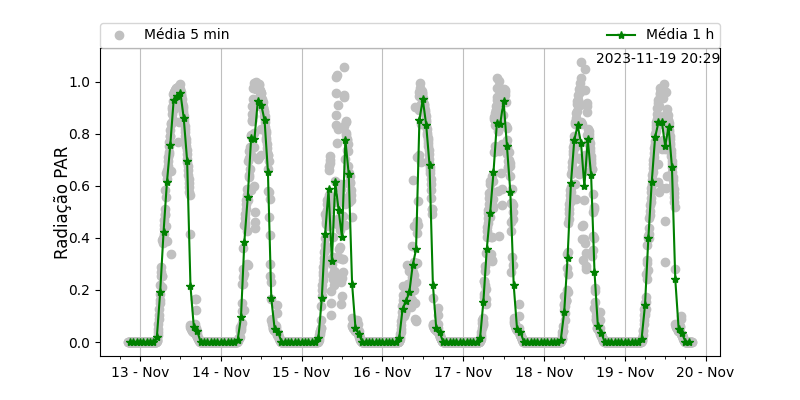 Média 5 min
Média 1 h
2023-11-19 20:29
Radiação PAR
1.0
0.8
0.6
0.4
0.2
0.0
13 - Nov
14 - Nov
15 - Nov
16 - Nov
17 - Nov
18 - Nov
19 - Nov
20 - Nov